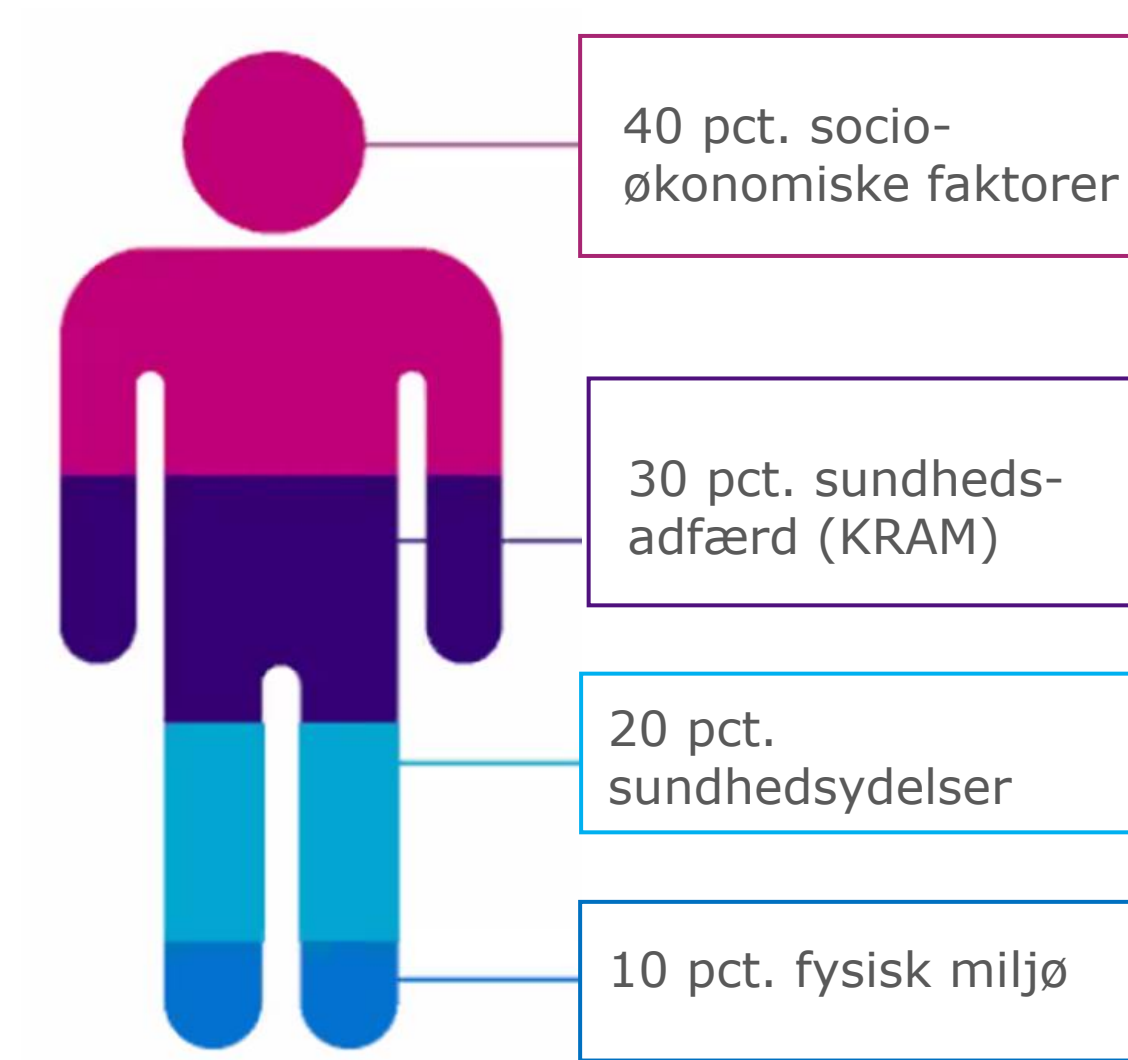 40 pct. socio-
økonomiske faktorer
30 pct. sundheds-
adfærd (KRAM)
20 pct.
sundhedsydelser
10 pct. fysisk miljø